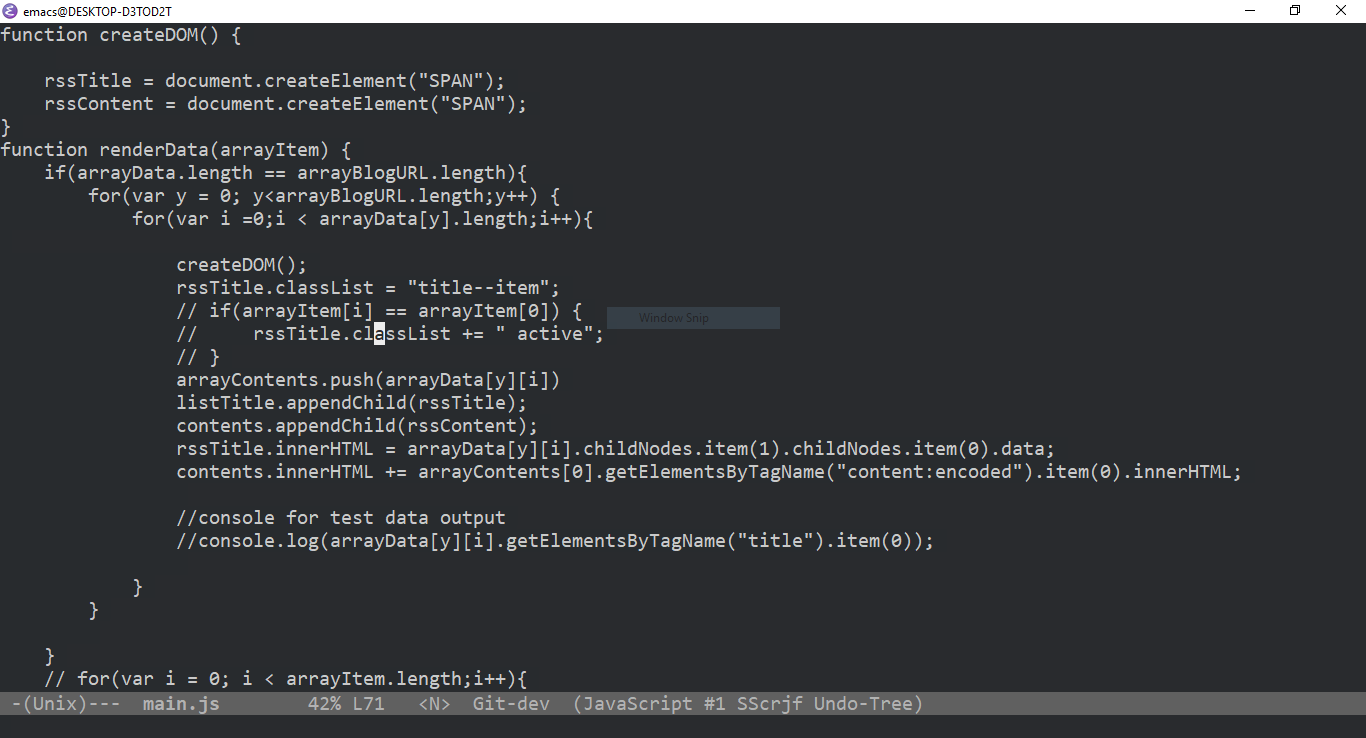 emacs@DESKTOP-D3TOD2T
function createDOM() {
    rssTitle = document.createElement("SPAN");
    rssContent = document.createElement("SPAN");
}
function renderData(arrayItem) {
    if(arrayData.length == arrayBlogURL.length){
        for(var y = 0; y<arrayBlogURL.length;y++) {
            for(var i =0;i < arrayData[y].length;i++){
                createDOM();
                rssTitle.classList = "title--item";
                // if(arrayItem[i] == arrayItem[0]) {
Window Snip
                //     rssTitle.classList += " active";
                // }
                arrayContents.push(arrayData[y][i])
                listTitle.appendChild(rssTitle);
                contents.appendChild(rssContent);
                rssTitle.innerHTML = arrayData[y][i].childNodes.item(1).childNodes.item(0).data;
                contents.innerHTML += arrayContents[0].getElementsByTagName("content:encoded").item(0).innerHTML;
                //console for test data output
                //console.log(arrayData[y][i].getElementsByTagName("title").item(0));
            }
        }
    }
    // for(var i = 0; i < arrayItem.length;i++){
-(Unix)---  main.js        42% L71   <N>  Git-dev  (JavaScript #1 SScrjf Undo-Tree)